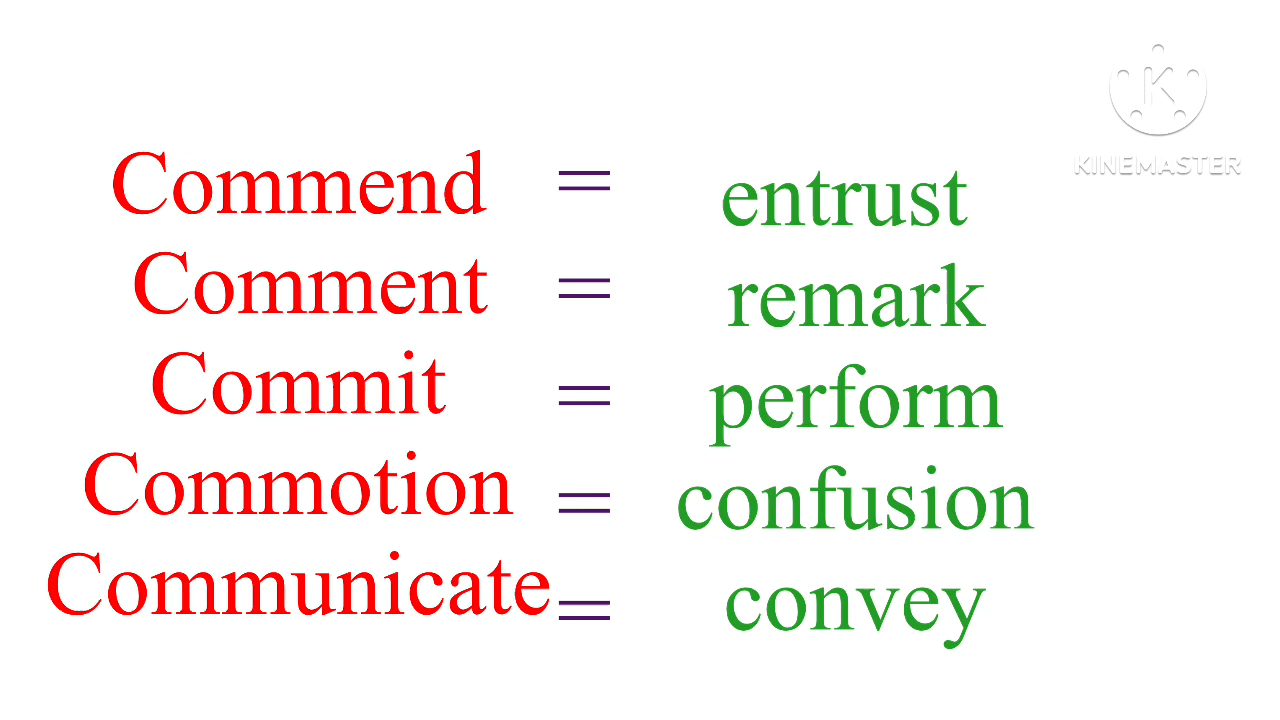 Commend = entrust
Comment = remark
Commit = perform
Commotion = confusion
Communicate = convey
K
KINEMASTER